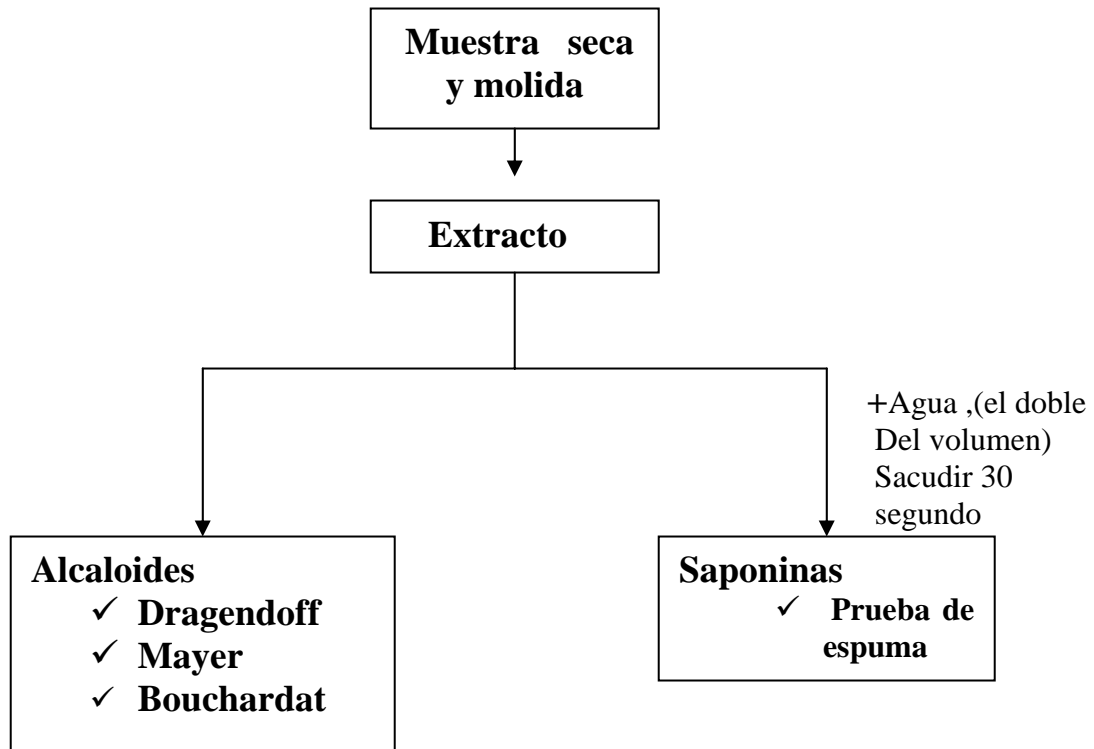 Muestra seca
y molida
Extracto
+Agua ,(el doble
Del volumen)
Sacudir 30
segundo
Alcaloides
✓ Dragendoff
✓ Mayer
✓ Bouchardat
Saponinas
✓ Prueba de
espuma